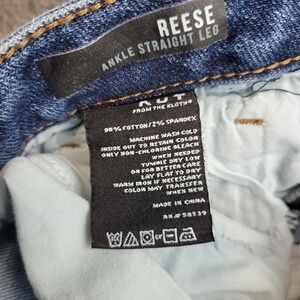 REESE
ANKLE STRAIGHT LEG
KUT
FROM THE KLOTH®
98% COTTON/2% SPANDEX
MACHINE WASH COLD
INSIDE OUT TO RETAIN COLOR
ONLY NON-CHLORINE BLEACH
WHEN NEEDED
TUMBLE DRY LOW
OR FOR BETTER CARE
LAY FLAT TO DRY
WARM IRON IF NECESSARY
COLOR MAY TRANSFER
WHEN NEW
MADE IN CHINA
RN# 58539